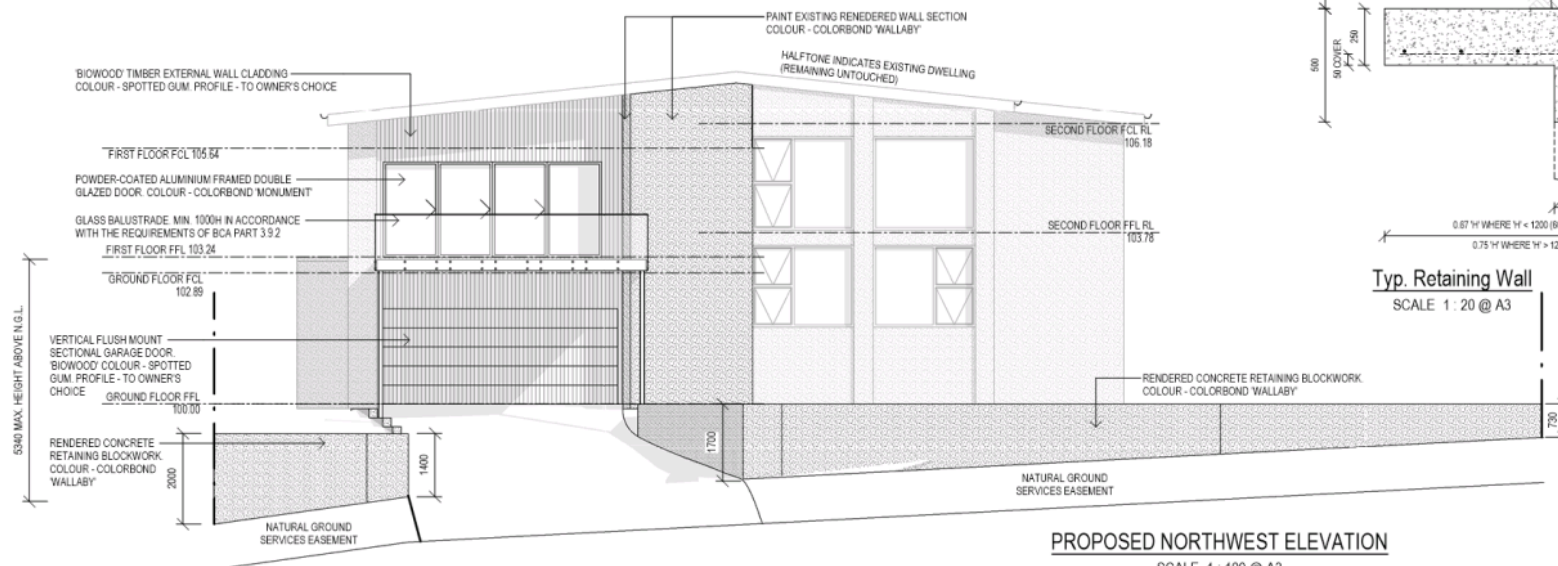 PAINT EXISTING RENEDERED WALL SECTION
COLOUR - COLORBOND 'WALLABY'
HALFTONE INDICATES EXISTING DWELLING
(REMAINING UNTOUCHED)
'BIOWOOD' TIMBER EXTERNAL WALL CLADDING
COLOUR - SPOTTED GUM. PROFILE - TO OWNER'S CHOICE
FIRST FLOOR FCL 105.64
POWDER-COATED ALUMINIUM FRAMED DOUBLE
GLAZED DOOR. COLOUR - COLORBOND 'MONUMENT'
GLASS BALUSTRADE. MIN. 1000H IN ACCORDANCE
WITH THE REQUIREMENTS OF BCA PART 3.9.2
FIRST FLOOR FFL 103.24
GROUND FLOOR FCL
102.89
VERTICAL FLUSH MOUNT
SECTIONAL GARAGE DOOR.
'BIOWOOD' COLOUR - SPOTTED
GUM. PROFILE - TO OWNER'S
CHOICE
GROUND FLOOR FFL
100.00
RENDERED CONCRETE
RETAINING BLOCKWORK.
COLOUR - COLORBOND
'WALLABY'
5340 MAX. HEIGHT ABOVE N.G.L.
2000
1400
NATURAL GROUND
SERVICES EASEMENT
SECOND FLOOR FCL RL
106.18
SECOND FLOOR FFL RL
103.78
RENDERED CONCRETE RETAINING BLOCKWORK.
COLOUR - COLORBOND 'WALLABY'
1700
730
NATURAL GROUND
SERVICES EASEMENT
PROPOSED NORTHWEST ELEVATION
500
50 COVER
250
0.67 'H' WHERE 'H' < 1200
0.75 'H' WHERE 'H' >
Typ. Retaining Wall
SCALE 1 : 20 @ A3